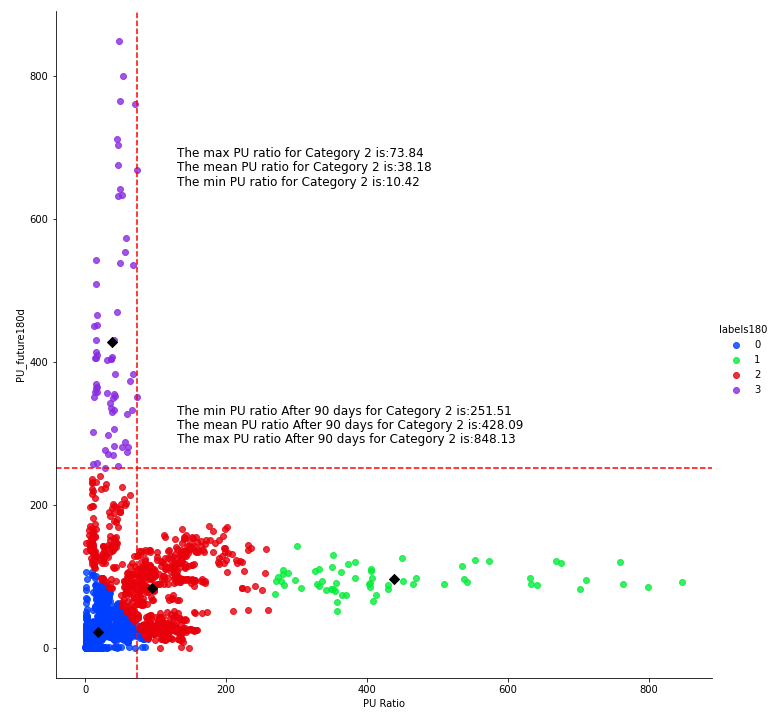 800
600
400
200
0
PU_future180d
The max PU ratio for Category 2 is:73.84
The mean PU ratio for Category 2 is:38.18
The min PU ratio for Category 2 is:10.42
The min PU ratio After 90 days for Category 2 is:251.51
The mean PU ratio After 90 days for Category 2 is:428.09
The max PU ratio After 90 days for Category 2 is:848.13
0 200 400 600 800
PU Ratio
labels180
0
1
2
3